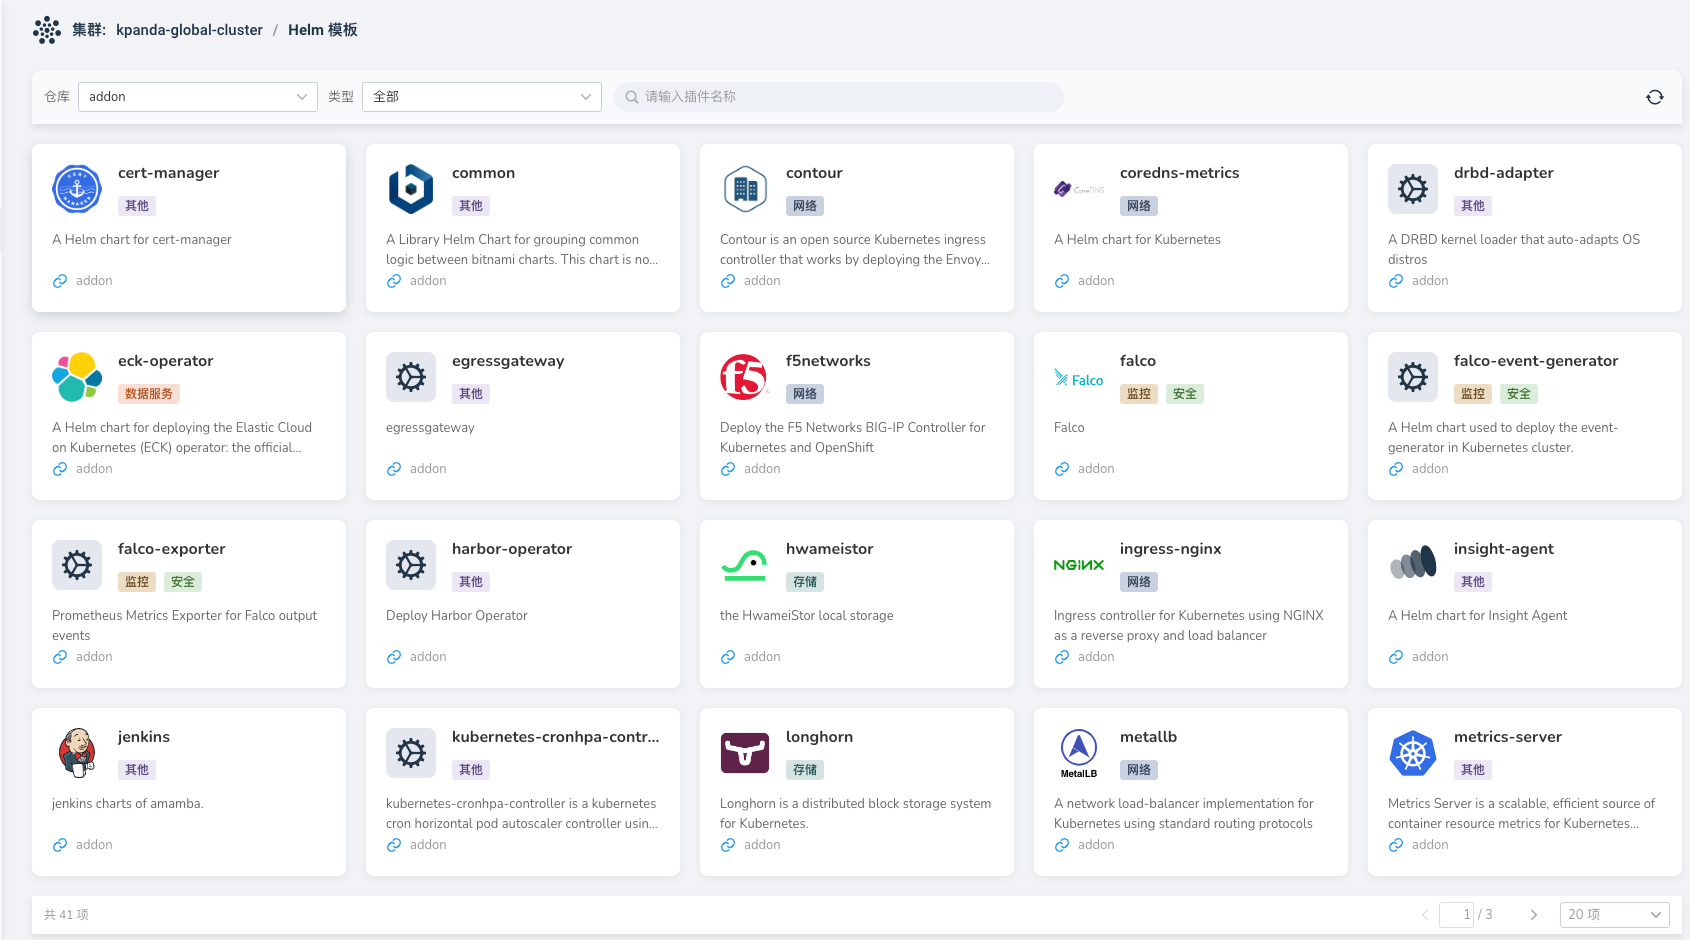 集群: kpanda-global-cluster / Helm 模板
仓库 addon 类型 全部 请输入插件名称
cert-manager
其他
A Helm chart for cert-manager
addon
common
其他
A Library Helm Chart for grouping common
logic between bitnami charts. This chart is no...
addon
contour
网络
Contour is an open source Kubernetes ingress
controller that works by deploying the Envoy...
addon
CoreDNS
coredns-metrics
网络
A Helm chart for Kubernetes
addon
drbd-adapter
其他
A DRBD kernel loader that auto-adapts OS
distros
addon
eck-operator
数据服务
A Helm chart for deploying the Elastic Cloud
on Kubernetes (ECK) operator: the official...
addon
egressgateway
其他
egressgateway
addon
f5
f5networks
网络
Deploy the F5 Networks BIG-IP Controller for
Kubernetes and OpenShift
addon
Falco
falco
监控 安全
Falco
addon
falco-event-generator
监控 安全
A Helm chart used to deploy the event-
generator in Kubernetes cluster.
addon
falco-exporter
监控 安全
Prometheus Metrics Exporter for Falco output
events
addon
harbor-operator
其他
Deploy Harbor Operator
addon
hwameistor
存储
the HwameiStor local storage
addon
NGINX
ingress-nginx
网络
Ingress controller for Kubernetes using NGINX
as a reverse proxy and load balancer
addon
insight-agent
其他
A Helm chart for Insight Agent
addon
jenkins
其他
jenkins charts of amamba.
addon
kubernetes-cronhpa-contr...
其他
kubernetes-cronhpa-controller is a kubernetes
cron horizontal pod autoscaler controller usin...
addon
longhorn
存储
Longhorn is a distributed block storage system
for Kubernetes.
addon
MetalLB
metallb
网络
A network load-balancer implementation for
Kubernetes using standard routing protocols
addon
metrics-server
其他
Metrics Server is a scalable, efficient source of
container resource metrics for Kubernetes...
addon
共 41 项 1 / 3 20 项